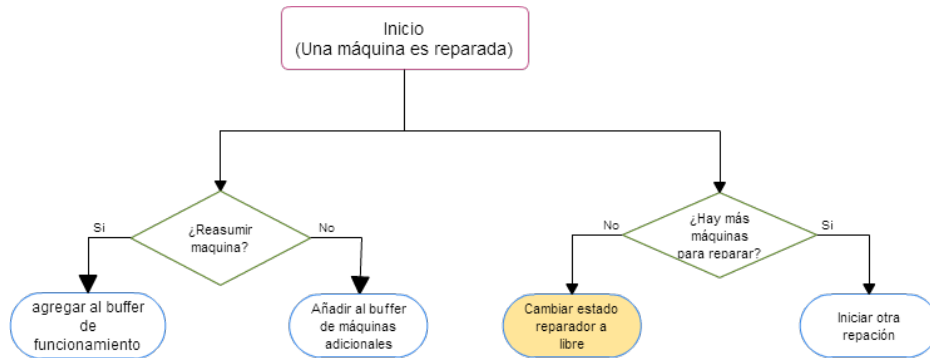 Inicio
(Una máquina es reparada)
Si
¿Reasumir
maquina?
No
No
¿Hay más
máquinas
para reparar?
Si
agregar al buffer
de
funcionamiento
Añadir al buffer
de máquinas
adicionales
Cambiar estado
reparador a
libre
Iniciar otra
repación